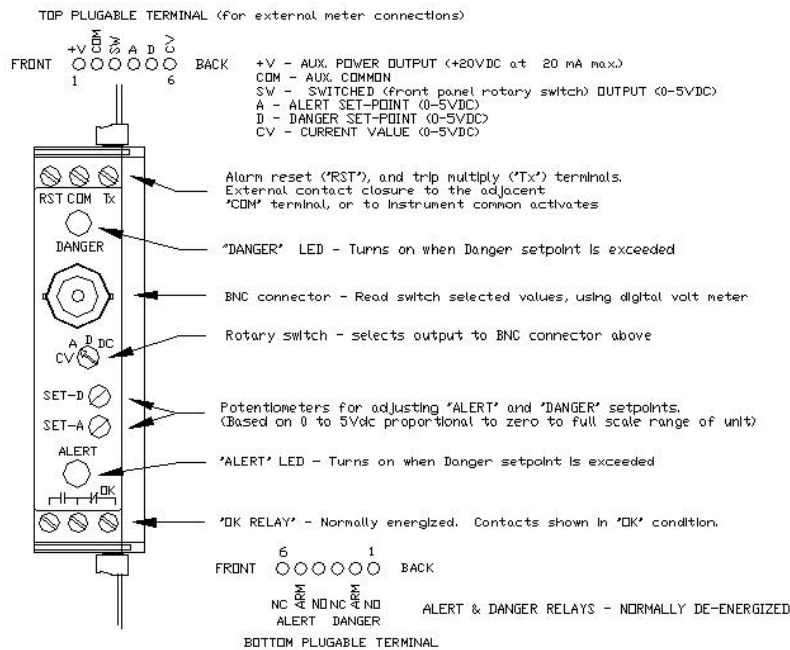 TOP PLUGABLE TERMINAL (for external meter connections)
+V COM SW A D CV
FRONT BACK
1 6
+V - AUX. POWER OUTPUT (+20VDC at 20 mA max.)
COM - AUX. COMMON
SW - SWITCHED (front panel rotary switch) OUTPUT (0-5VDC)
A - ALERT SET-POINT (0-5VDC)
D - DANGER SET-POINT (0-5VDC)
CV - CURRENT VALUE (0-5VDC)
Alarm reset ("RST"), and trip multiply ("Tx") terminals.
External contact closure to the adjacent
"COM" terminal, or to instrument common activates
RST COM Tx
DANGER
"DANGER" LED - Turns on when Danger setpoint is exceeded
BNC connector - Read switch selected values, using digital volt meter
Rotary switch - selects output to BNC connector above
A D DC
CV
SET-D
SET-A
Potentiometers for adjusting "ALERT" and "DANGER" setpoints.
(Based on 0 to 5Vdc proportional to zero to full scale range of unit)
ALERT
"ALERT" LED - Turns on when Danger setpoint is exceeded
OK
"OK RELAY" - Normally energized. Contacts shown in "OK" condition.
6 1
FRONT BACK
NC ARM NO NC ARM NO
ALERT DANGER
ALERT & DANGER RELAYS - NORMALLY DE-ENERGIZED
BOTTOM PLUGABLE TERMINAL